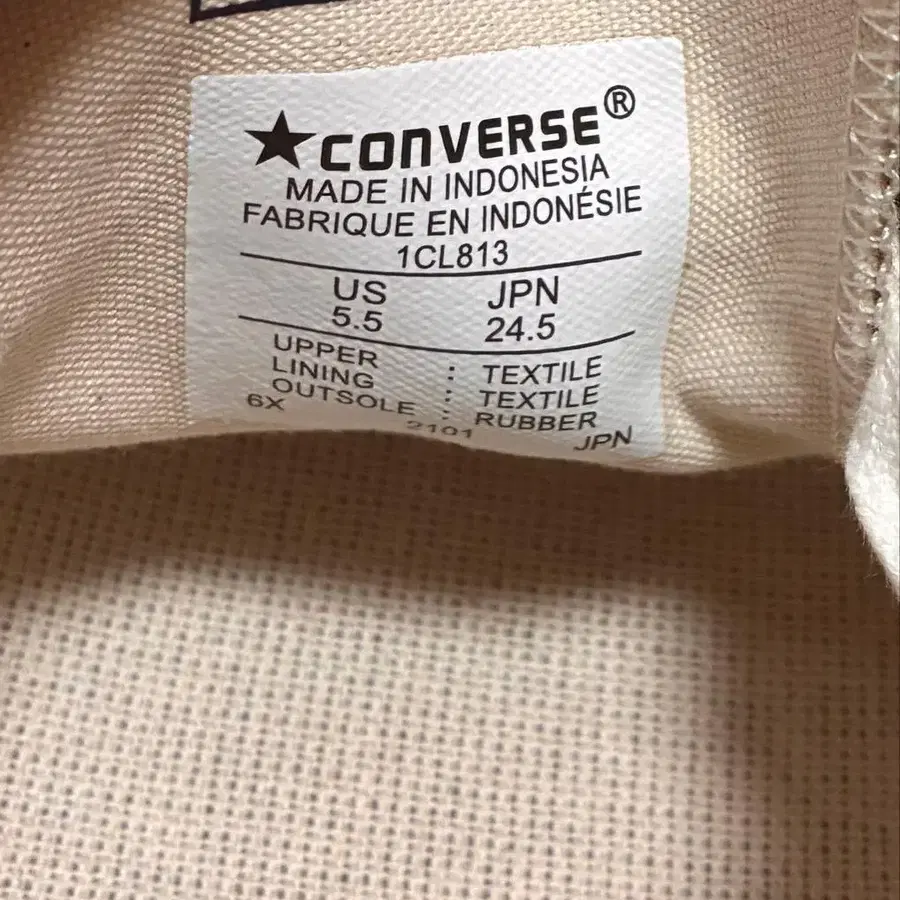 ★CONVERSE®
MADE IN INDONESIA
FABRIQUE EN INDONÉSIE
1CL813
US JPN
5.5 24.5
UPPER : TEXTILE
LINING : TEXTILE
OUTSOLE : RUBBER
6X 2101 JPN